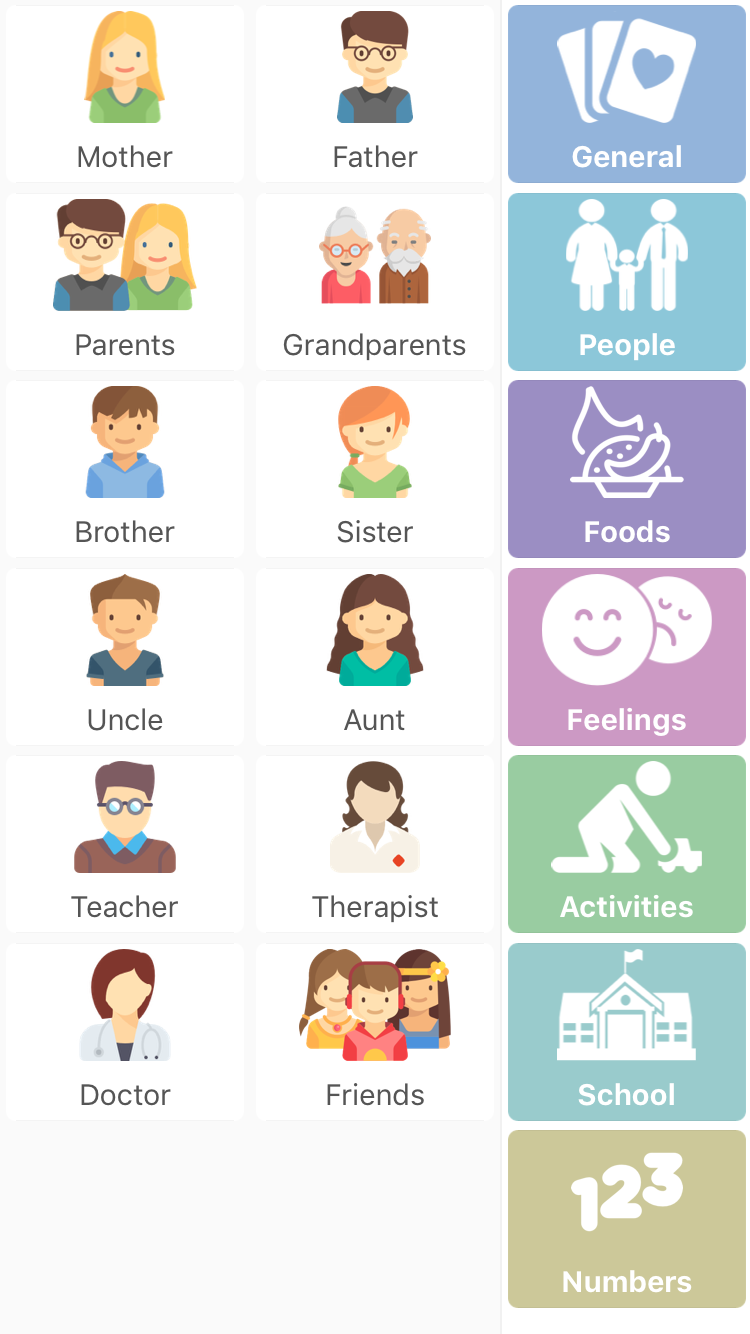 Mother
Father
General
Parents
Grandparents
People
Brother
Sister
Foods
Uncle
Aunt
Feelings
Teacher
Therapist
Activities
Doctor
Friends
School
123
Numbers